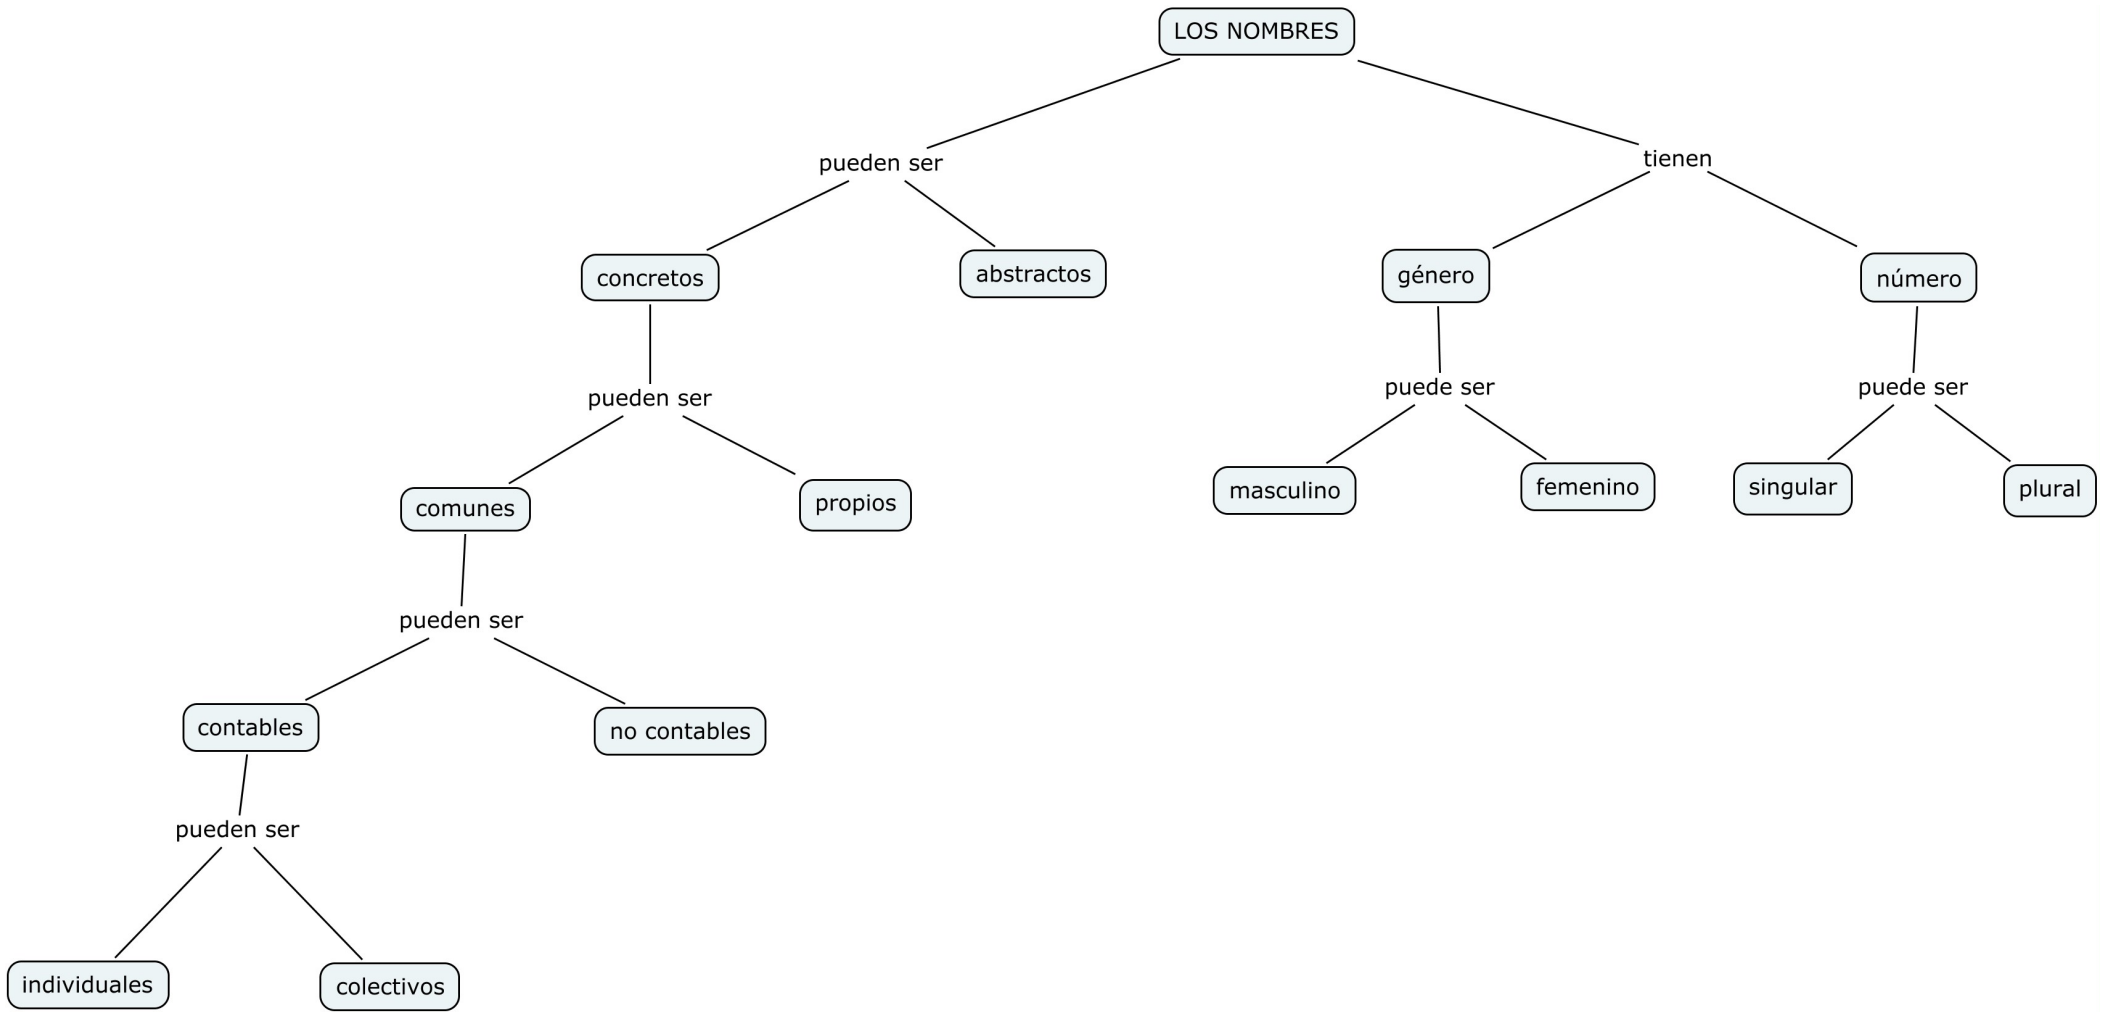 LOS NOMBRES
pueden ser
tienen
concretos
abstractos
género
número
pueden ser
puede ser
puede ser
comunes
propios
masculino
femenino
singular
plural
pueden ser
contables
no contables
pueden ser
individuales
colectivos